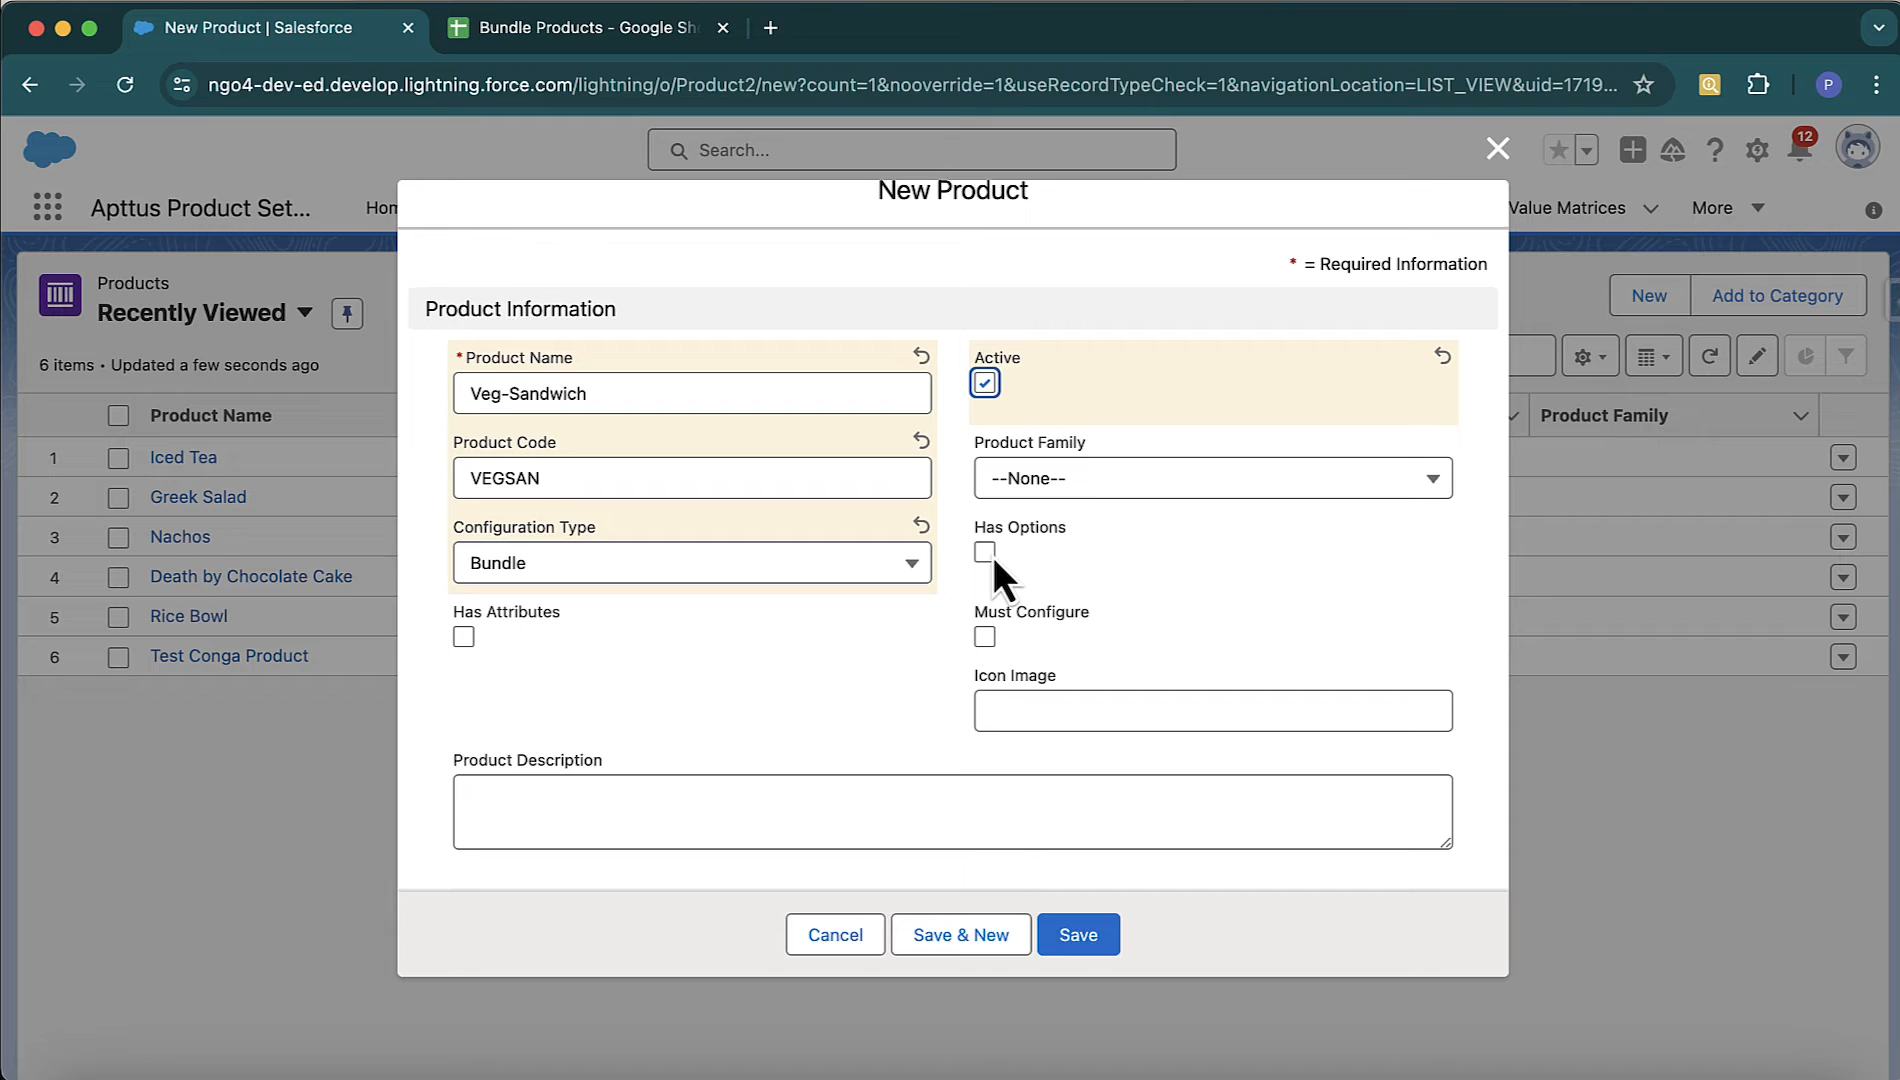 New Product | Salesforce
Bundle Products - Google Sh
ngo4-dev-ed.develop.lightning.force.com/lightning/o/Product2/new?count=1&nooverride=1&useRecordTypeCheck=1&navigationLocation=LIST_VIEW&uid=1719...
P
Search...
12
Apttus Product Set...
Hom
Value Matrices
More
New Product
* = Required Information
Products
Recently Viewed
New
Add to Category
Product Information
6 items • Updated a few seconds ago
* Product Name
Active
Veg-Sandwich
Product Name
Product Family
Product Code
Product Family
1 Iced Tea
VEGSAN
--None--
2 Greek Salad
Configuration Type
Has Options
3 Nachos
Bundle
4 Death by Chocolate Cake
Has Attributes
Must Configure
5 Rice Bowl
6 Test Conga Product
Icon Image
Product Description
Cancel
Save & New
Save